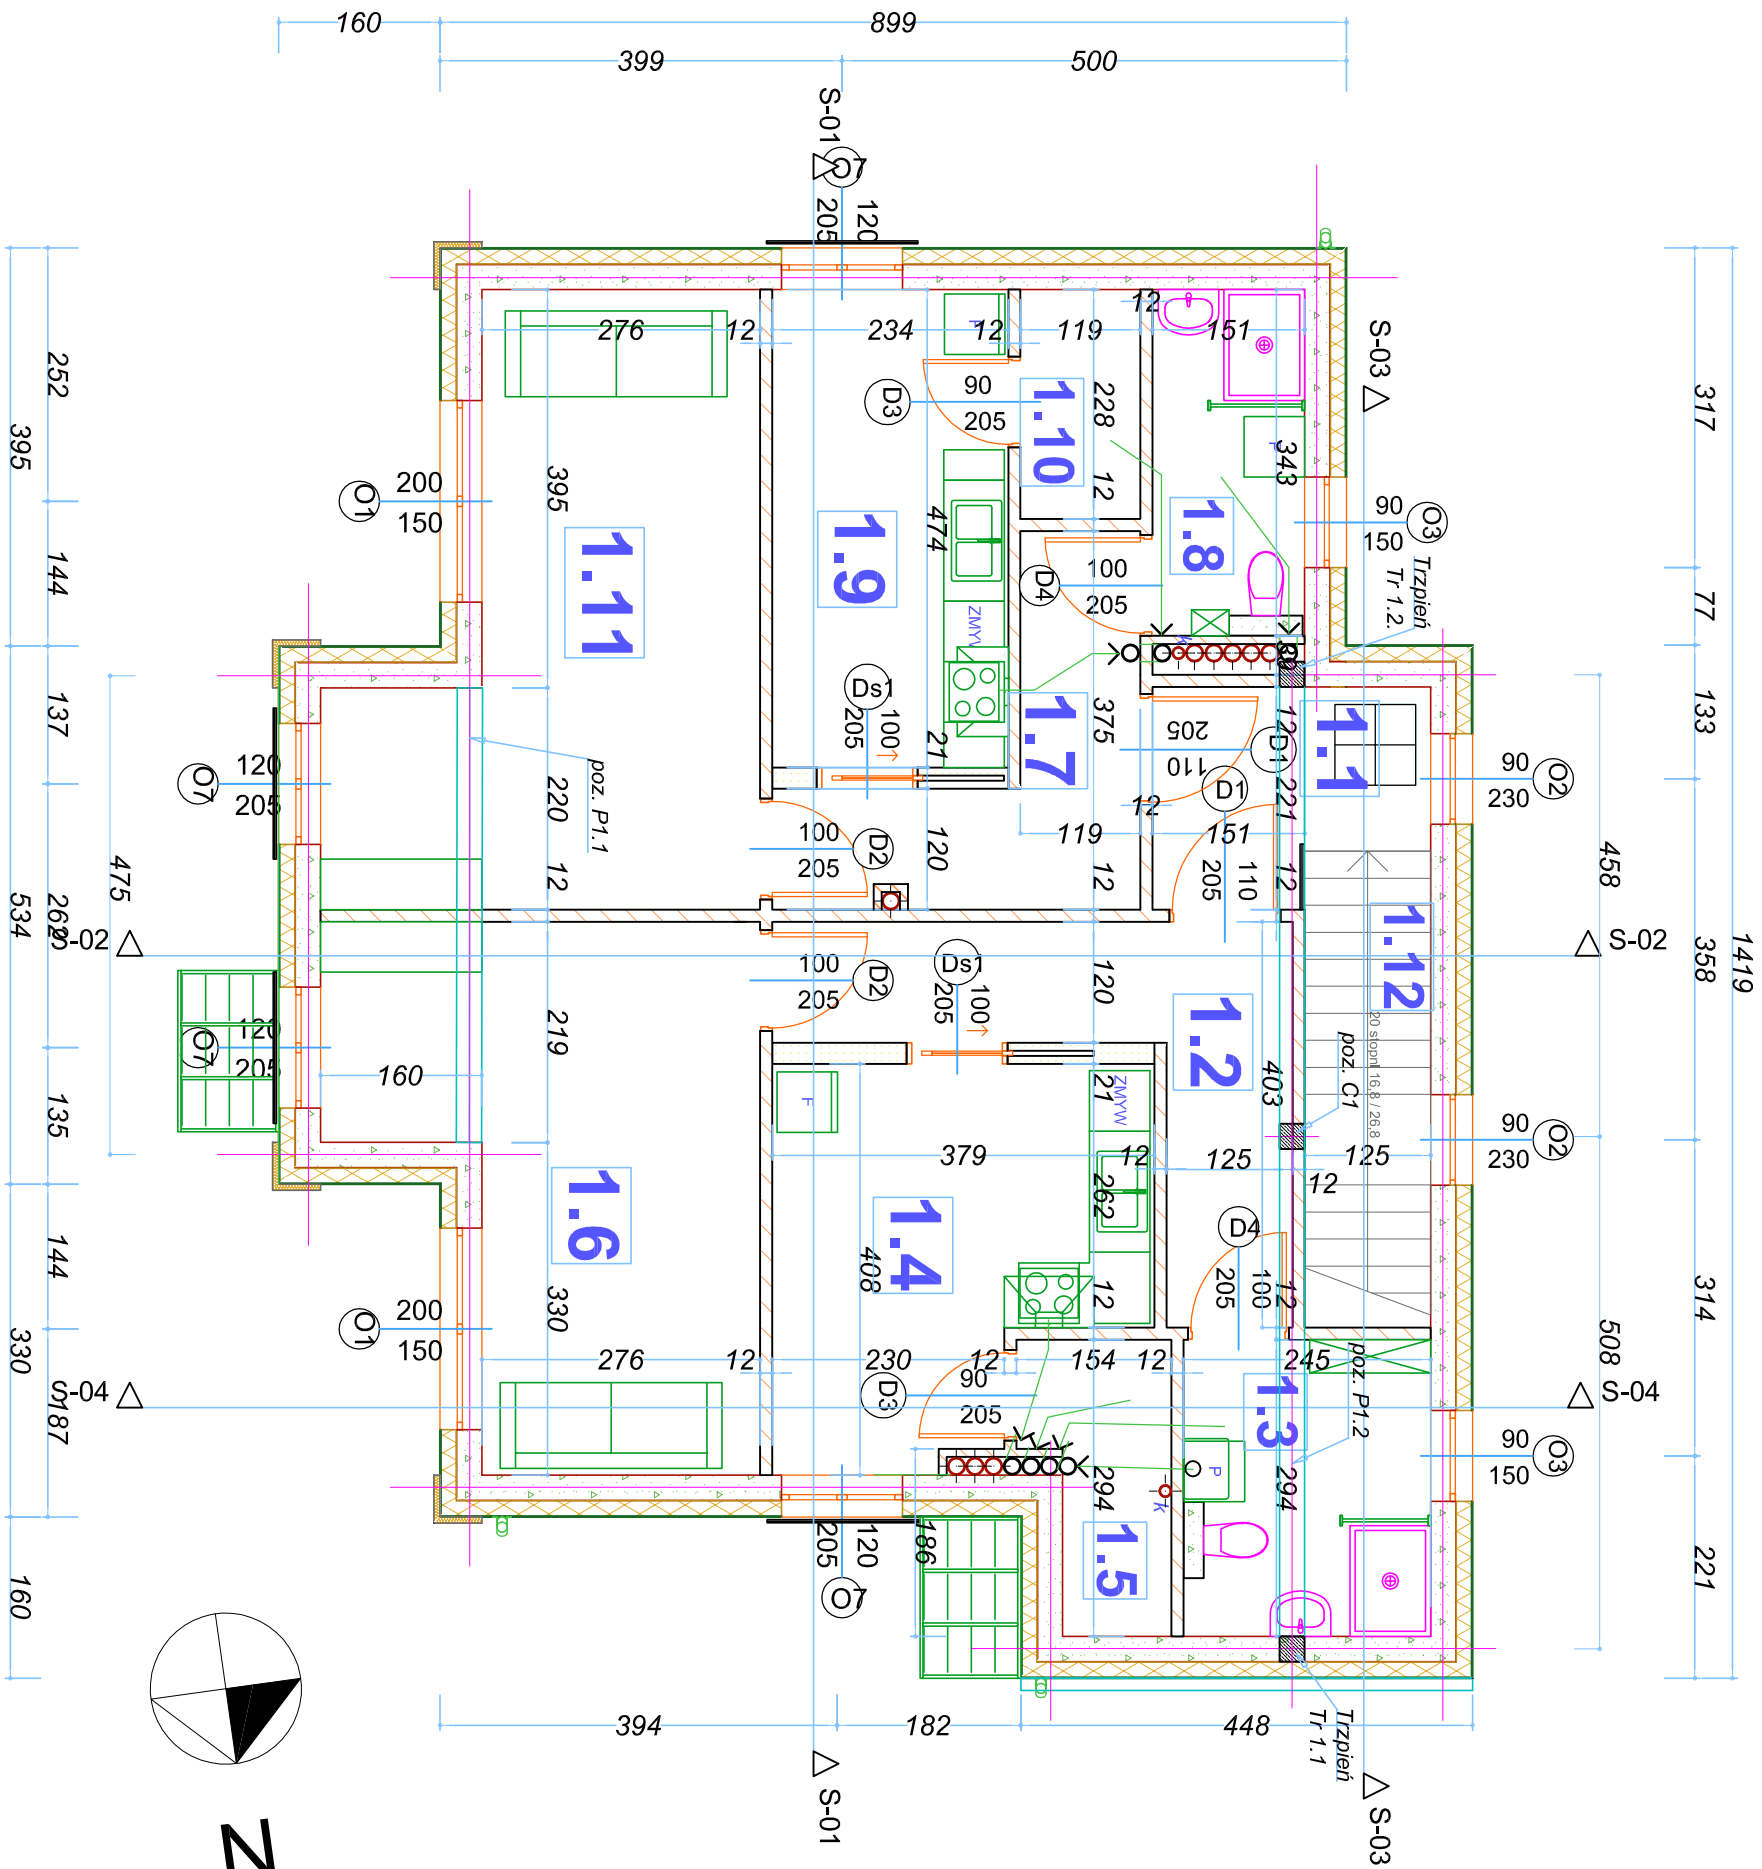 160
899
399
500
S-01
O7
120
205
S-03
276
12
234
12
119
12
151
F
D3
90
205
1.10
228
12
343
P
317
252
395
O1
200
150
395
1.11
1.9
474
ZMYW
1.8
90
150
O3
Trzpień
Tr 1.2.
D4
100
205
k
144
77
137
133
Ds1
205
100
21
1.7
375
12
205
110
D1
D1
221
1.1
90
230
O2
O7
120
205
poz. P1.1
220
12
119
151
12
110
205
12
100
205
D2
120
12
458
475
534
262
S-02
358
1419
S-02
1.12
100
205
D2
Ds1
205
100
120
1.2
20 stopni 16,8 / 26,8
poz. C1
O7
120
205
219
160
403
F
21
ZMYW
90
230
O2
379
12
125
125
12
262
135
144
1.6
1.4
408
D4
205
100
12
12
314
O1
200
150
330
330
508
276
12
230
12
154
12
245
poz. P1.2
S-04
S-04
187
D3
90
205
1.3
90
150
O3
P
k
294
294
186
1.5
221
160
205
120
O7
394
182
448
Trzpień
Tr 1.1
S-01
S-03
N